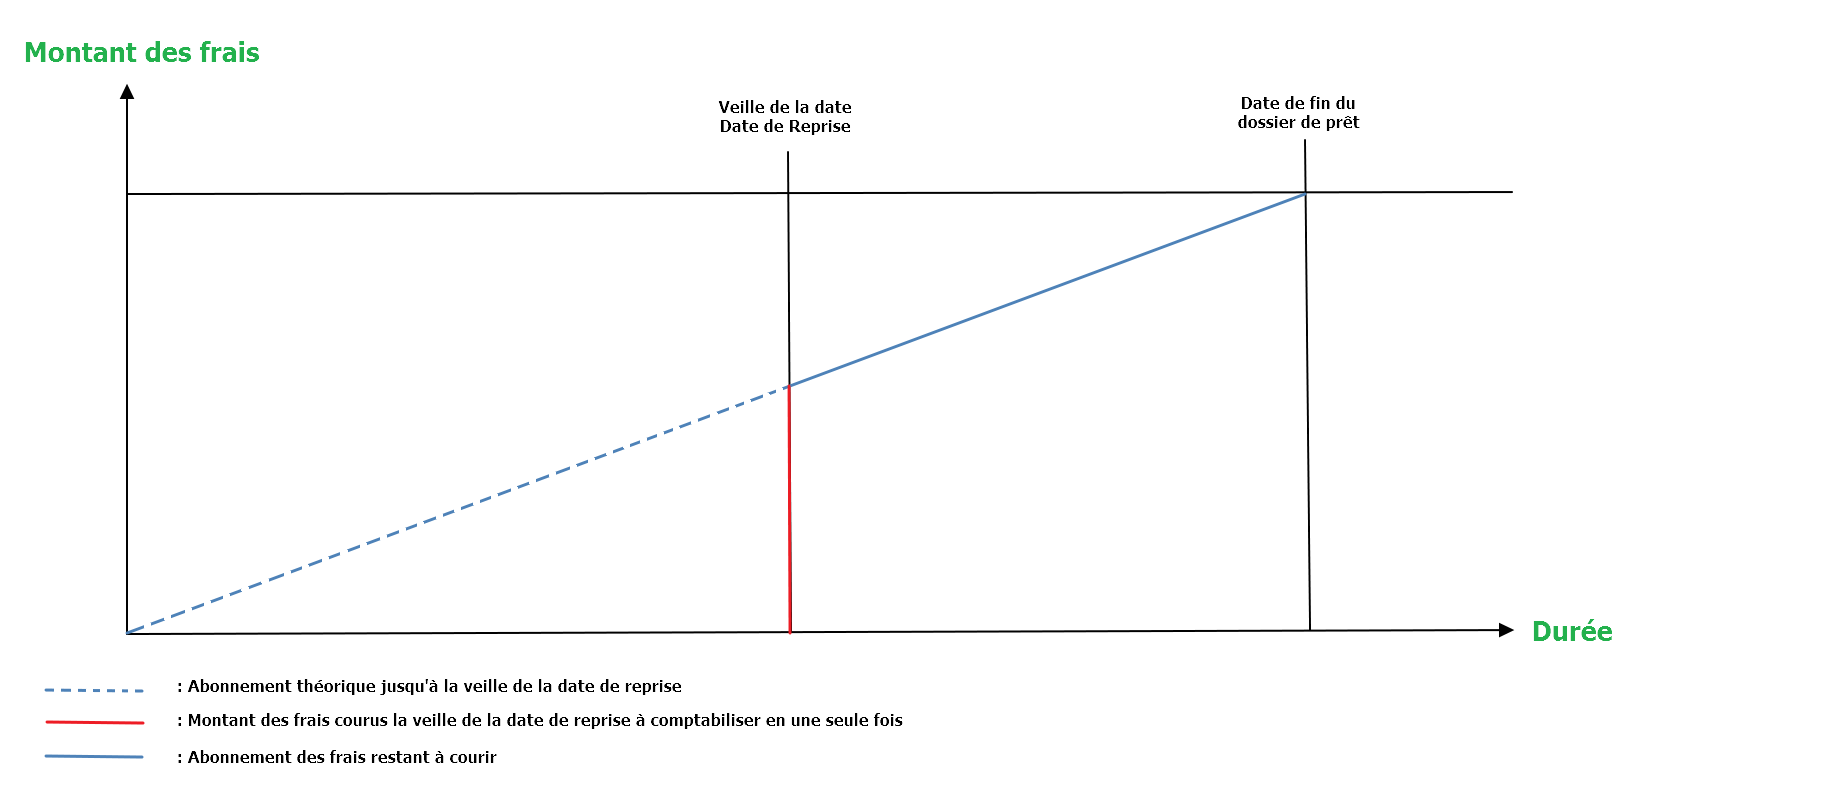 Montant des frais
Veille de la date
Date de Reprise
Date de fin du
dossier de prêt
Durée
: Abonnement théorique jusqu'à la veille de la date de reprise
: Montant des frais courus la veille de la date de reprise à comptabiliser en une seule fois
: Abonnement des frais restant à courir